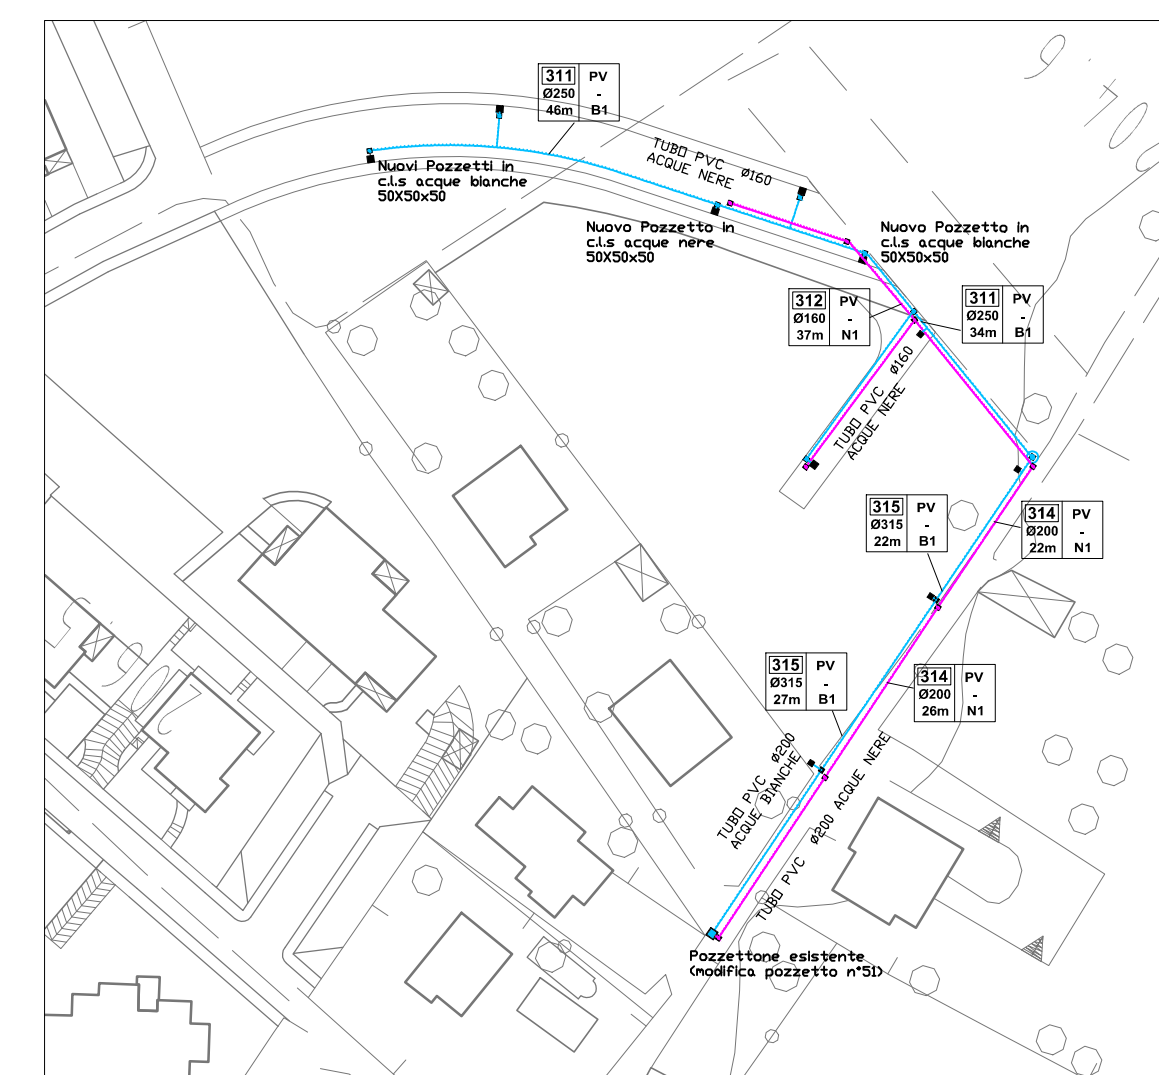 311 PV
Ø250 -
46m B1
TUBO PVC Ø160
ACQUE NERE
Nuovi Pozzetti in
c.l.s acque bianche
50X50x50
Nuovo Pozzetto in
c.l.s acque nere
50X50x50
Nuovo Pozzetto in
c.l.s acque bianche
50X50x50
312 PV
Ø160 -
37m N1
311 PV
Ø250 -
34m B1
TUBO PVC Ø160
ACQUE NERE
315 PV
Ø315 -
22m B1
314 PV
Ø200 -
22m N1
315 PV
Ø315 -
27m B1
314 PV
Ø200 -
26m N1
TUBO PVC Ø200
ACQUE BIANCHE
TUBO PVC Ø200 ACQUE NERE
Pozzettone esistente
(modifica pozzetto n°51)